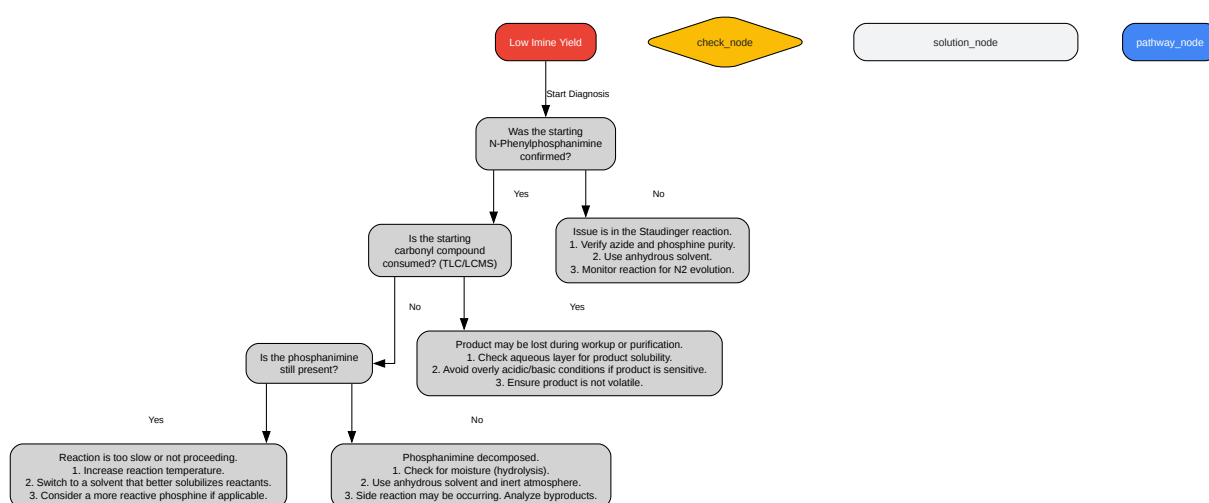 Low Imine Yield
check_node
solution_node
pathway_node
Start Diagnosis
Was the starting
N-Phenylphosphanimine
confirmed?
Yes
No
Is the starting
carbonyl compound
consumed? (TLC/LCMS)
Issue is in the Staudinger reaction.
1. Verify azide and phosphine purity.
2. Use anhydrous solvent.
3. Monitor reaction for N2 evolution.
No
Yes
Is the phosphanimine
still present?
Product may be lost during workup or purification.
1. Check aqueous layer for product solubility.
2. Avoid overly acidic/basic conditions if product is sensitive.
3. Ensure product is not volatile.
Yes
No
Reaction is too slow or not proceeding.
1. Increase reaction temperature.
2. Switch to a solvent that better solubilizes reactants.
3. Consider a more reactive phosphine if applicable.
Phosphanimine decomposed.
1. Check for moisture (hydrolysis).
2. Use anhydrous solvent and inert atmosphere.
3. Side reaction may be occurring. Analyze byproducts.